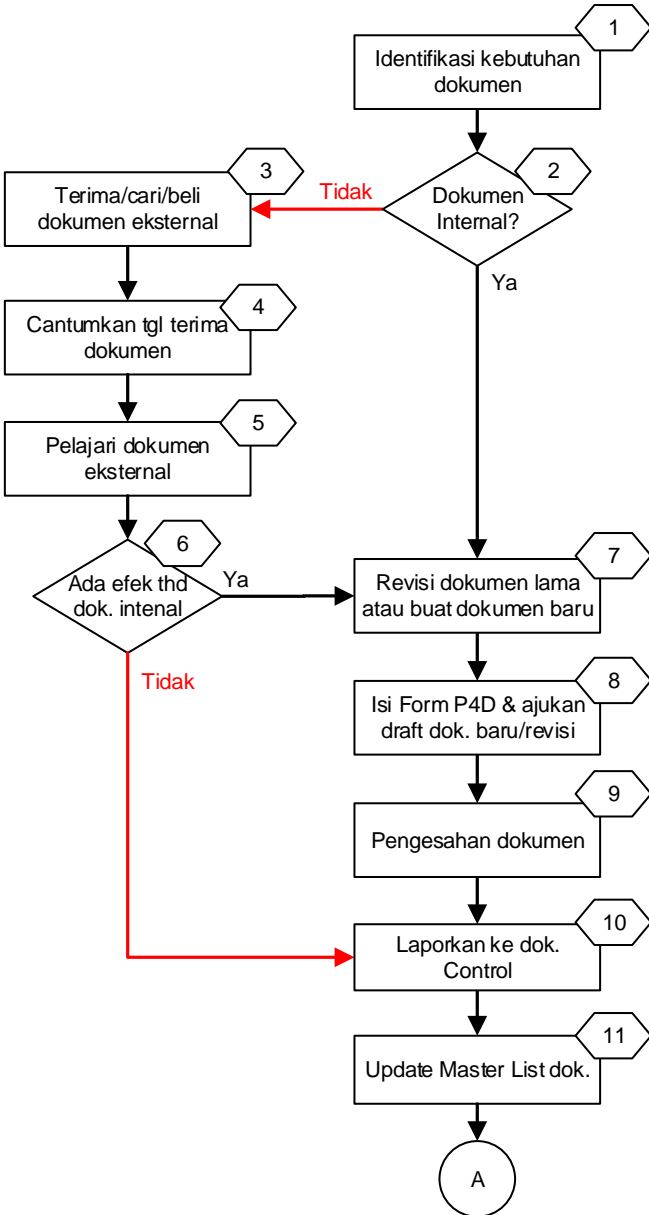 1
Identifikasi kebutuhan
dokumen
2
Dokumen
Internal?
Tidak
Ya
3
Terima/cari/beli
dokumen eksternal
4
Cantumkan tgl terima
dokumen
5
Pelajari dokumen
eksternal
6
Ada efek thd
dok. intenal
Ya
Tidak
7
Revisi dokumen lama
atau buat dokumen baru
8
Isi Form P4D & ajukan
draft dok. baru/revisi
9
Pengesahan dokumen
10
Laporkan ke dok.
Control
11
Update Master List dok.
A